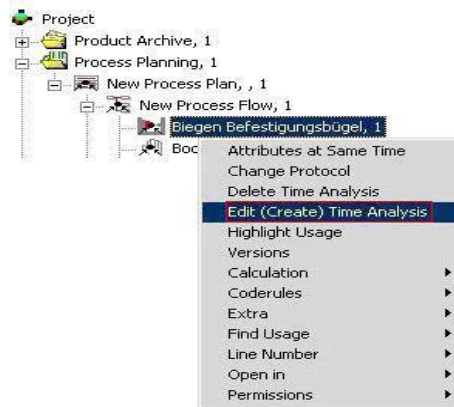 Project
Product Archive, 1
Process Planning, 1
New Process Plan, , 1
New Process Flow, 1
Biegen Befestigungsbügel, 1
Boc
Attributes at Same Time
Change Protocol
Delete Time Analysis
Edit (Create) Time Analysis
Highlight Usage
Versions
Calculation
Coderules
Extra
Find Usage
Line Number
Open in
Permissions